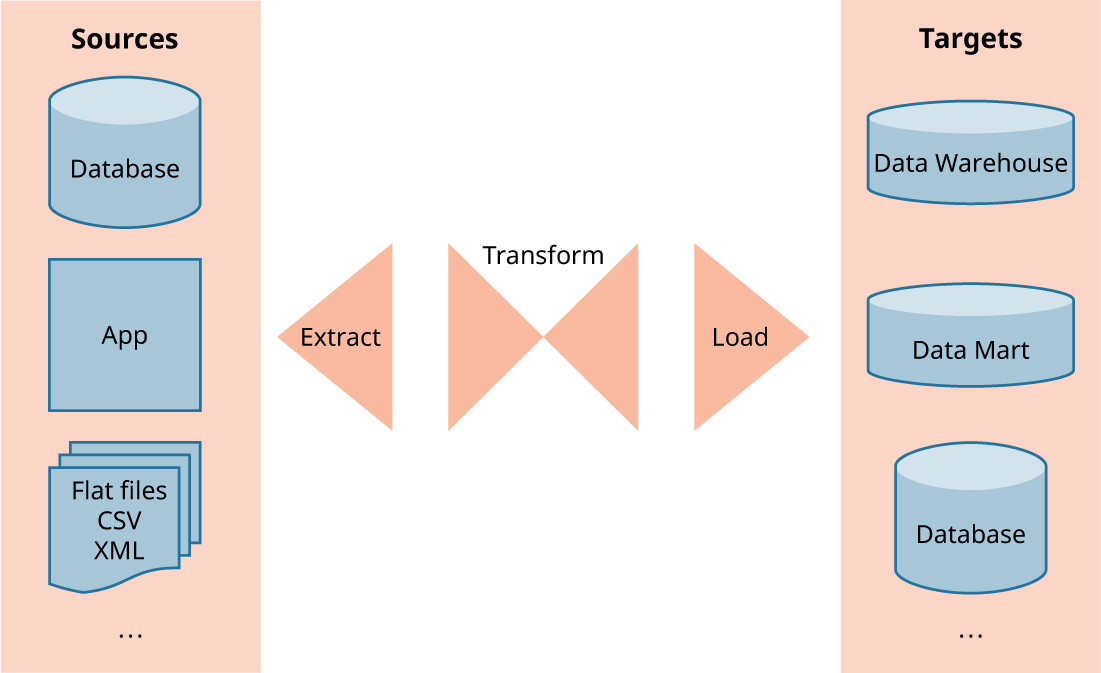 Sources
Database
App
Flat files
CSV
XML
...
Extract
Transform
Load
Targets
Data Warehouse
Data Mart
Database
...